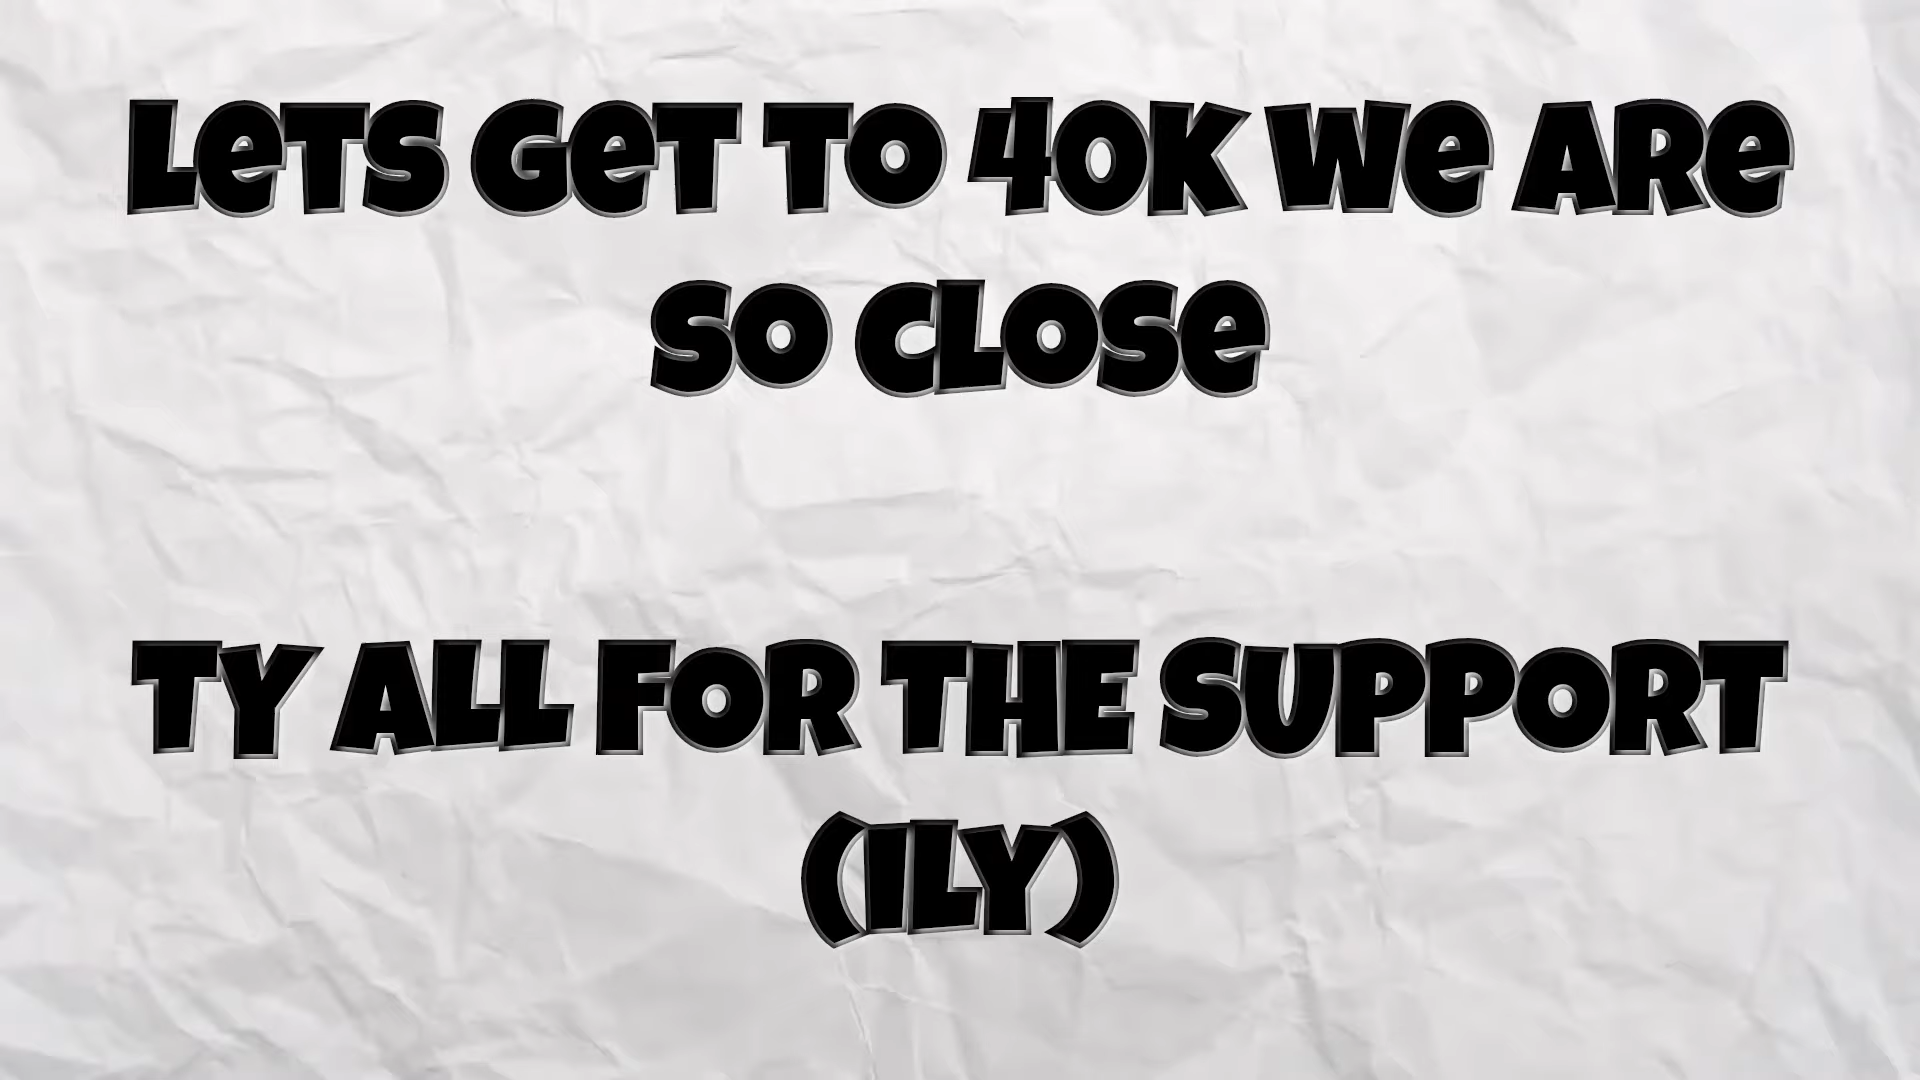 LeTS GeT TO 40K We ARe
SO CLOSe
TY ALL FOR THE SUPPORT
(ILY)